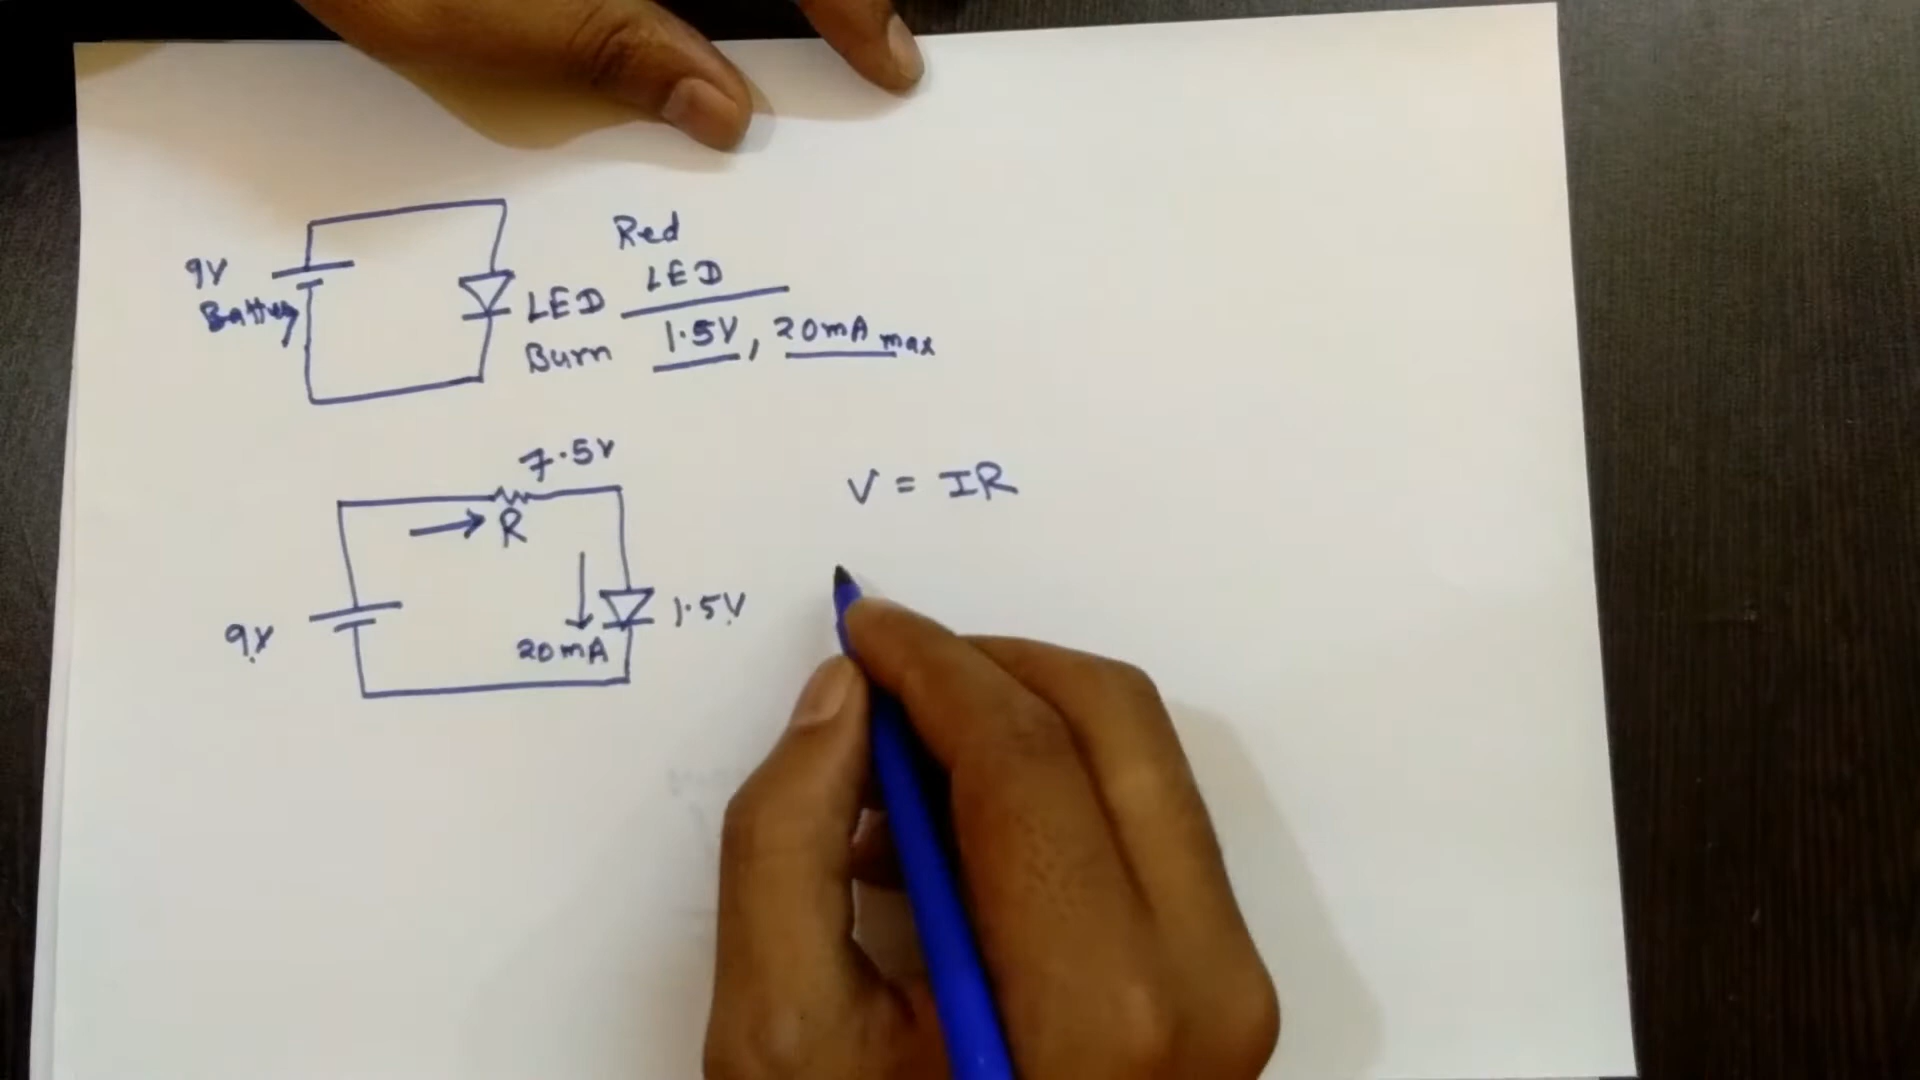 9V
Battery
LED
Burn
Red
LED
1.5V, 20mA max
7.5V
R
9V
20mA
1.5V
V = IR